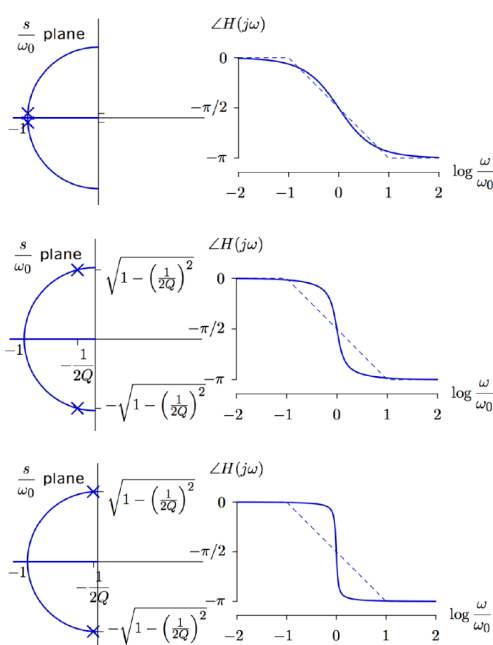 s/ω₀ plane
∠H(jω)
0
−π/2
−π
−1
−2 −1 0 1 2
log ω/ω₀
s/ω₀ plane
√(1−(1/2Q)²)
−1
−1/2Q
−√(1−(1/2Q)²)
∠H(jω)
0
−π/2
−π
−2 −1 0 1 2
log ω/ω₀
s/ω₀ plane
√(1−(1/2Q)²)
−1
−1/2Q
−√(1−(1/2Q)²)
∠H(jω)
0
−π/2
−π
−2 −1 0 1 2
log ω/ω₀